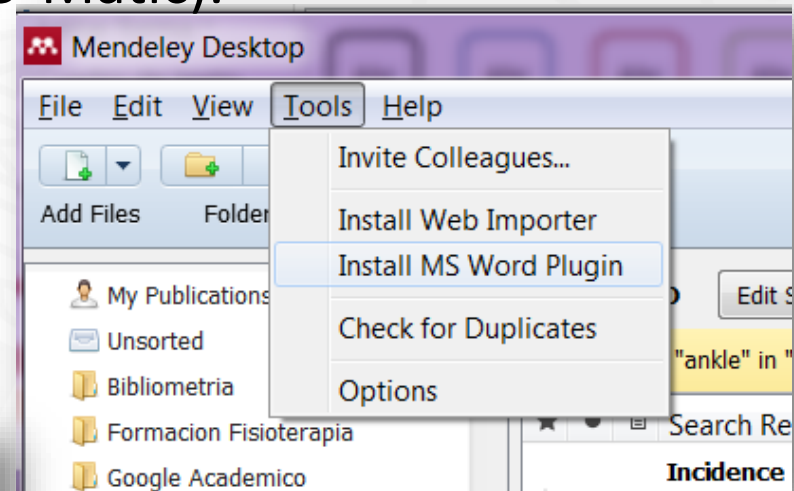 Mendeley Desktop
File Edit View Tools Help
Invite Colleagues...
Install Web Importer
Install MS Word Plugin
Check for Duplicates
Options
Add Files Folder
My Publications
Unsorted
Bibliometria
Formacion Fisioterapia
Google Academico
Edit S
"ankle" in "
Search Re
Incidence